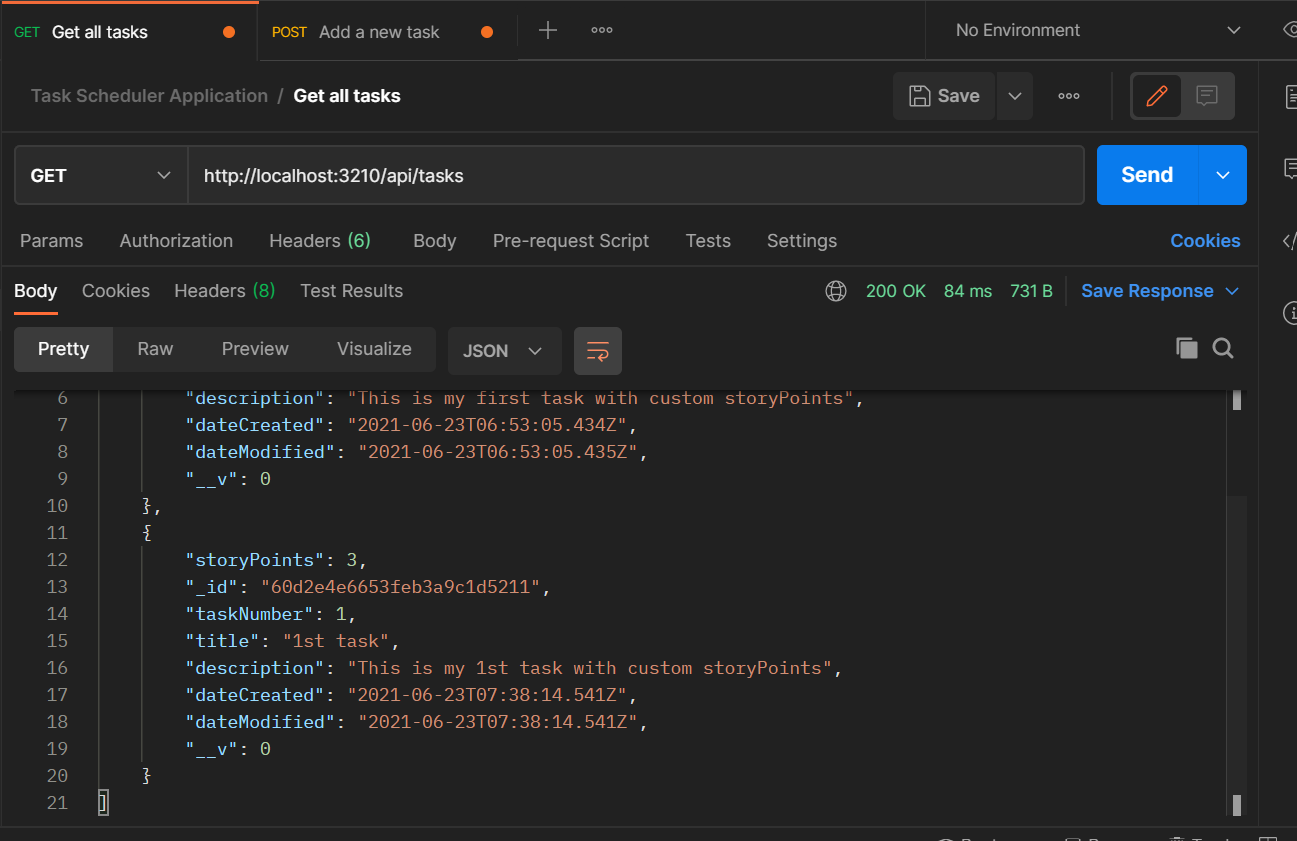 GET Get all tasks POST Add a new task No Environment
Task Scheduler Application / Get all tasks Save
GET http://localhost:3210/api/tasks Send
Params Authorization Headers (6) Body Pre-request Script Tests Settings Cookies
Body Cookies Headers (8) Test Results 200 OK 84 ms 731 B Save Response
Pretty Raw Preview Visualize JSON
6 "description": "This is my first task with custom storyPoints",
7 "dateCreated": "2021-06-23T06:53:05.434Z",
8 "dateModified": "2021-06-23T06:53:05.435Z",
9 "__v": 0
10 },
11 {
12 "storyPoints": 3,
13 "_id": "60d2e4e6653feb3a9c1d5211",
14 "taskNumber": 1,
15 "title": "1st task",
16 "description": "This is my 1st task with custom storyPoints",
17 "dateCreated": "2021-06-23T07:38:14.541Z",
18 "dateModified": "2021-06-23T07:38:14.541Z",
19 "__v": 0
20 }
21 ]